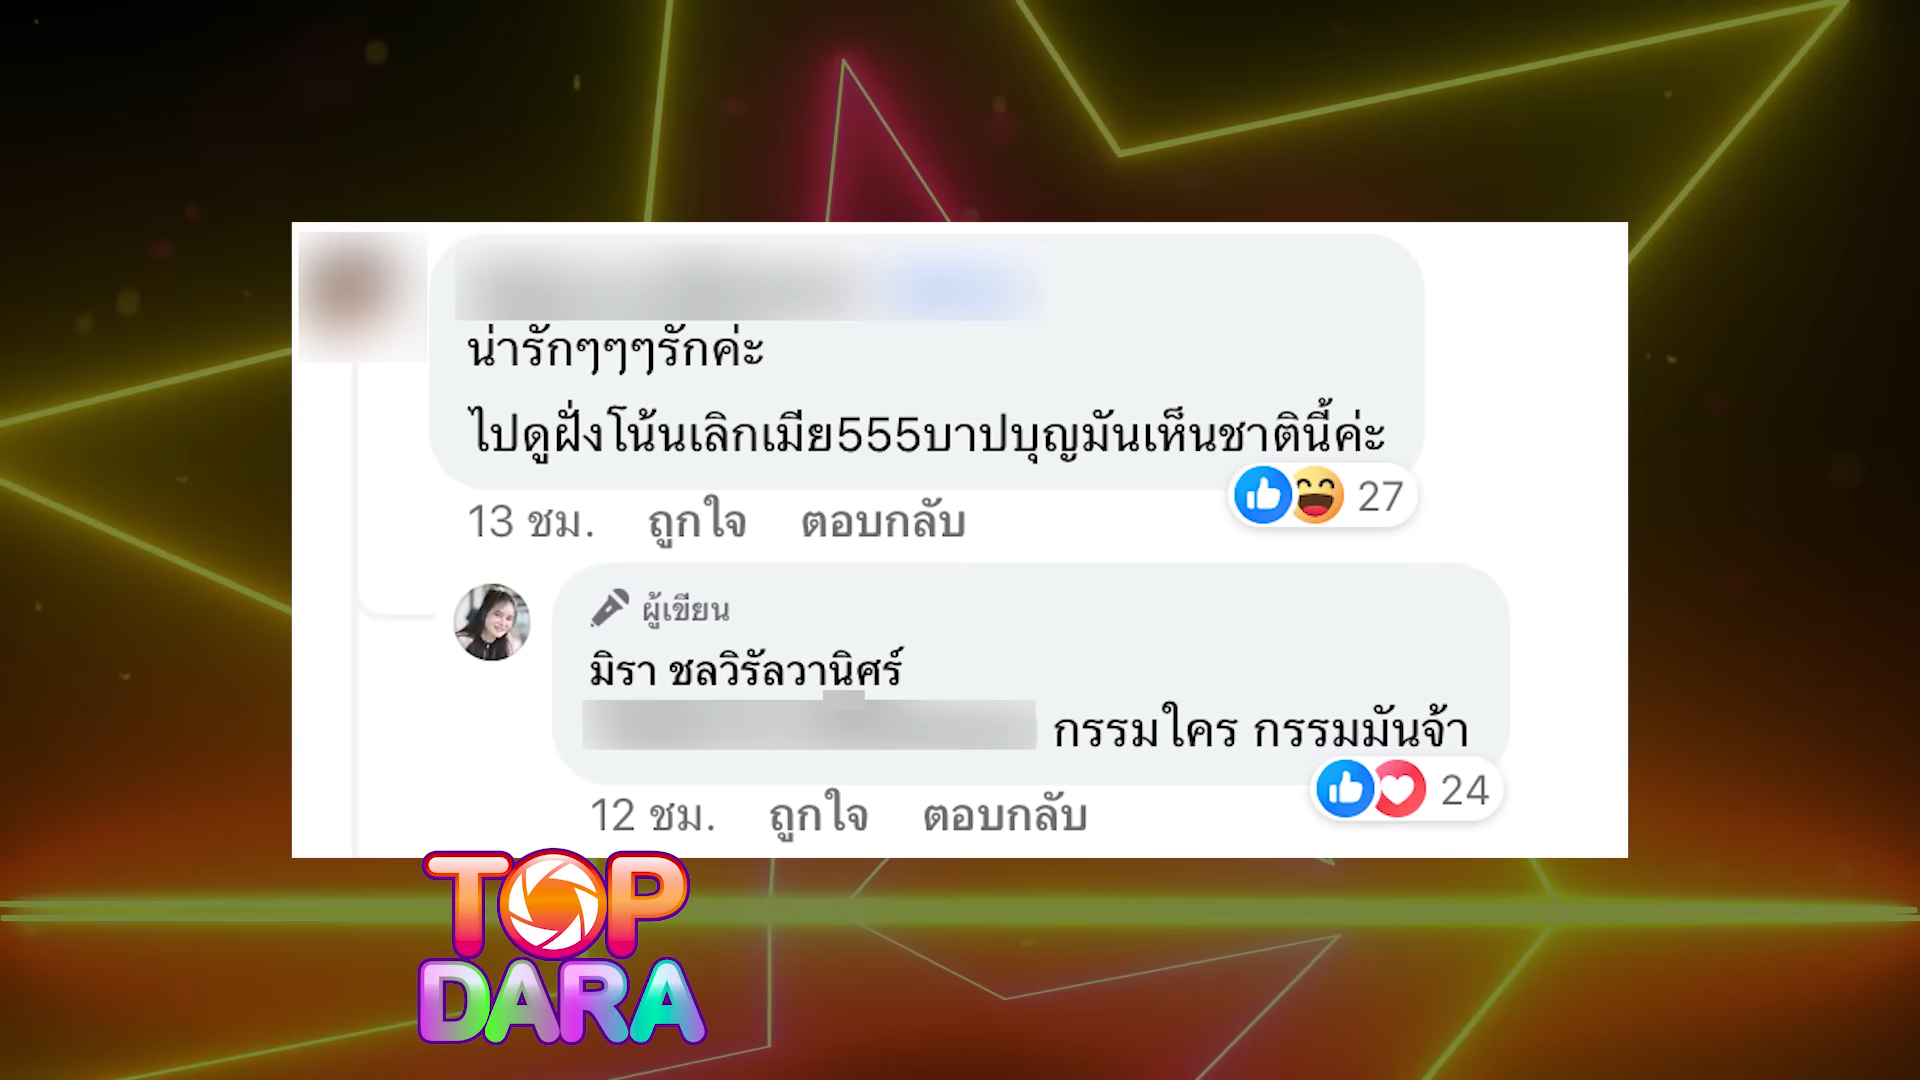 น่ารักๆๆๆรักค่ะ
ไปดูฝั่งโน้นเลิกเมีย555บาปบุญมันเห็นชาตินี้ค่ะ
27
13 ชม. ถูกใจ ตอบกลับ
ผู้เขียน
มิรา ชลวิรัลวานิศร์
กรรมใคร กรรมมันจ้า
24
12 ชม. ถูกใจ ตอบกลับ
TOP
DARA